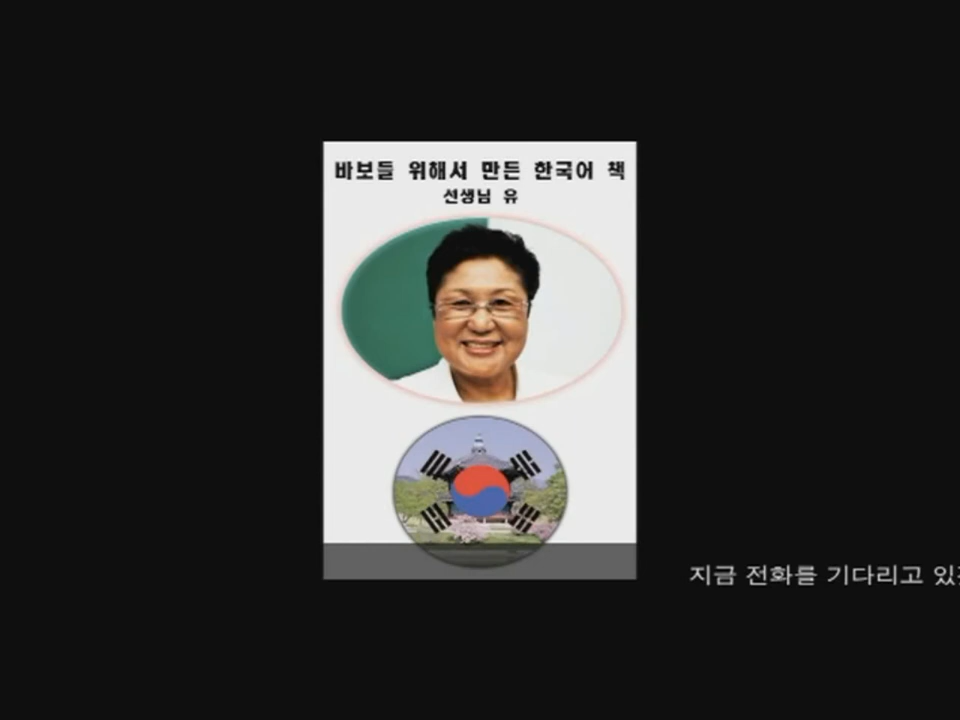 바보들 위해서 만든 한국어 책
선생님 유
지금 전화를 기다리고